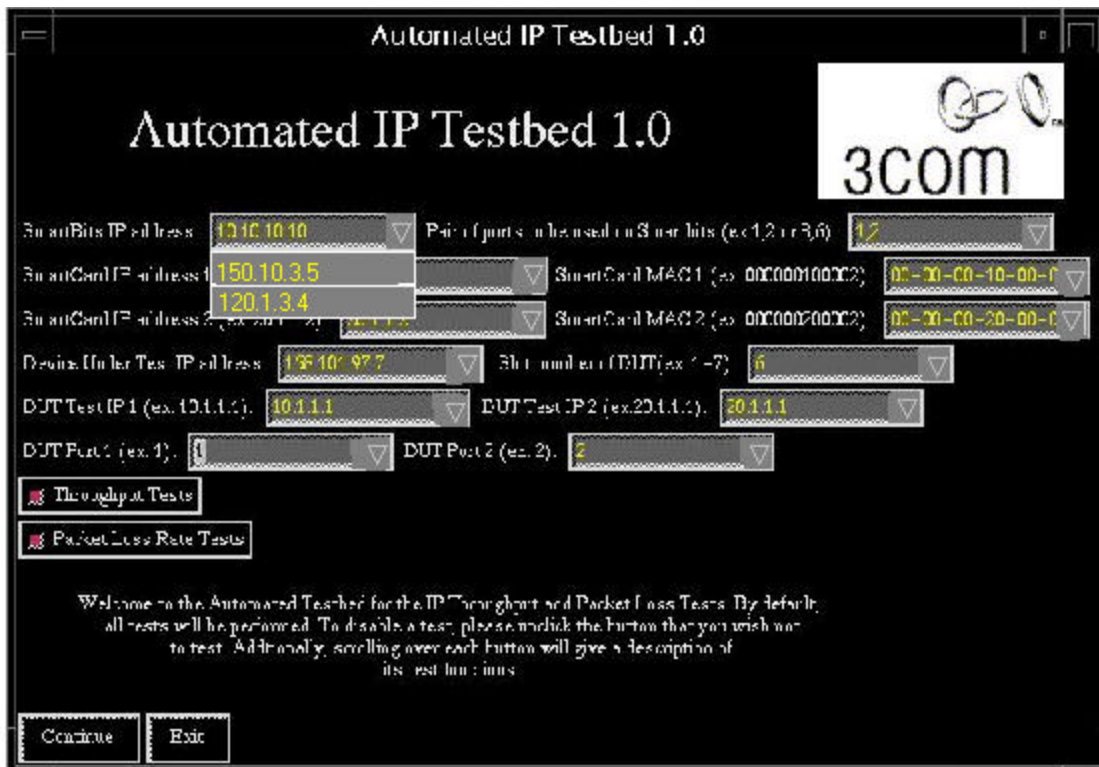 Automated IP Testbed 1.0
Automated IP Testbed 1.0
3COM
SmartBits IP address 10.10.10.10 Pair of ports to be used on Smartbits (ex 1,2 or 3,6) 1,2
150.10.3.5
120.1.3.4
SmartCard IP address 1 SmartCard MAC 1 (ex. 000000100002) 00-00-00-10-00-0
SmartCard IP address 2 (ex. SmartCard MAC 2 (ex. 000000200002) 00-00-00-20-00-0
Device Under Test IP address 158.101.97.7 Slot number of DUT(ex. 1-7) 6
DUT Test IP 1 (ex. 10.1.1.1). 10.1.1.1 DUT Test IP 2 (ex.20.1.1.1). 20.1.1.1
DUT Port 1 (ex. 1). 1 DUT Port 2 (ex. 2). 2
Throughput Tests
Packet Loss Rate Tests
Welcome to the Automated Testbed for the IP Throughput and Packet Loss Tests. By default,
all tests will be performed. To disable a test, please unclick the button that you wish not
to test. Additionally, scrolling over each button will give a description of
its test functions
Continue Exit